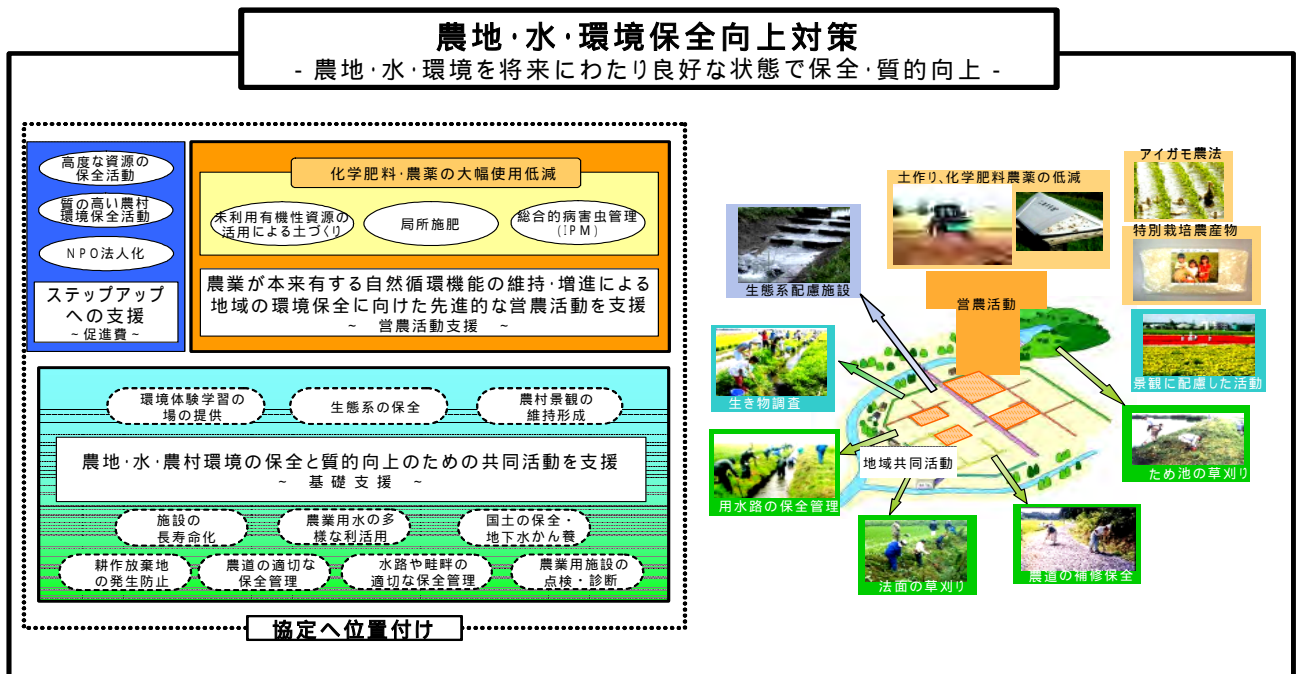 農地・水・環境保全向上対策
- 農地・水・環境を将来にわたり良好な状態で保全・質的向上 -
高度な資源の
保全活動
質の高い農村
環境保全活動
NPO法人化
ステップアップ
への支援
~ 促進費 ~
化学肥料・農薬の大幅使用低減
未利用有機性資源の
活用による土づくり
局所施肥
総合的病害虫管理
(IPM)
農業が本来有する自然循環機能の維持・増進による
地域の環境保全に向けた先進的な営農活動を支援
~ 営農活動支援 ~
環境体験学習の
場の提供
生態系の保全
農村景観の
維持形成
農地・水・農村環境の保全と質的向上のための共同活動を支援
~ 基礎支援 ~
施設の
長寿命化
農業用水の多
様な利活用
国土の保全・
地下水かん養
耕作放棄地
の発生防止
農道の適切な
保全管理
水路や畦畔の
適切な保全管理
農業用施設の
点検・診断
協定へ位置付け
アイガモ農法
土作り、化学肥料農薬の低減
特別栽培農産物
生態系配慮施設
営農活動
景観に配慮した活動
生き物調査
地域共同活動
ため池の草刈り
用水路の保全管理
農道の補修保全
法面の草刈り